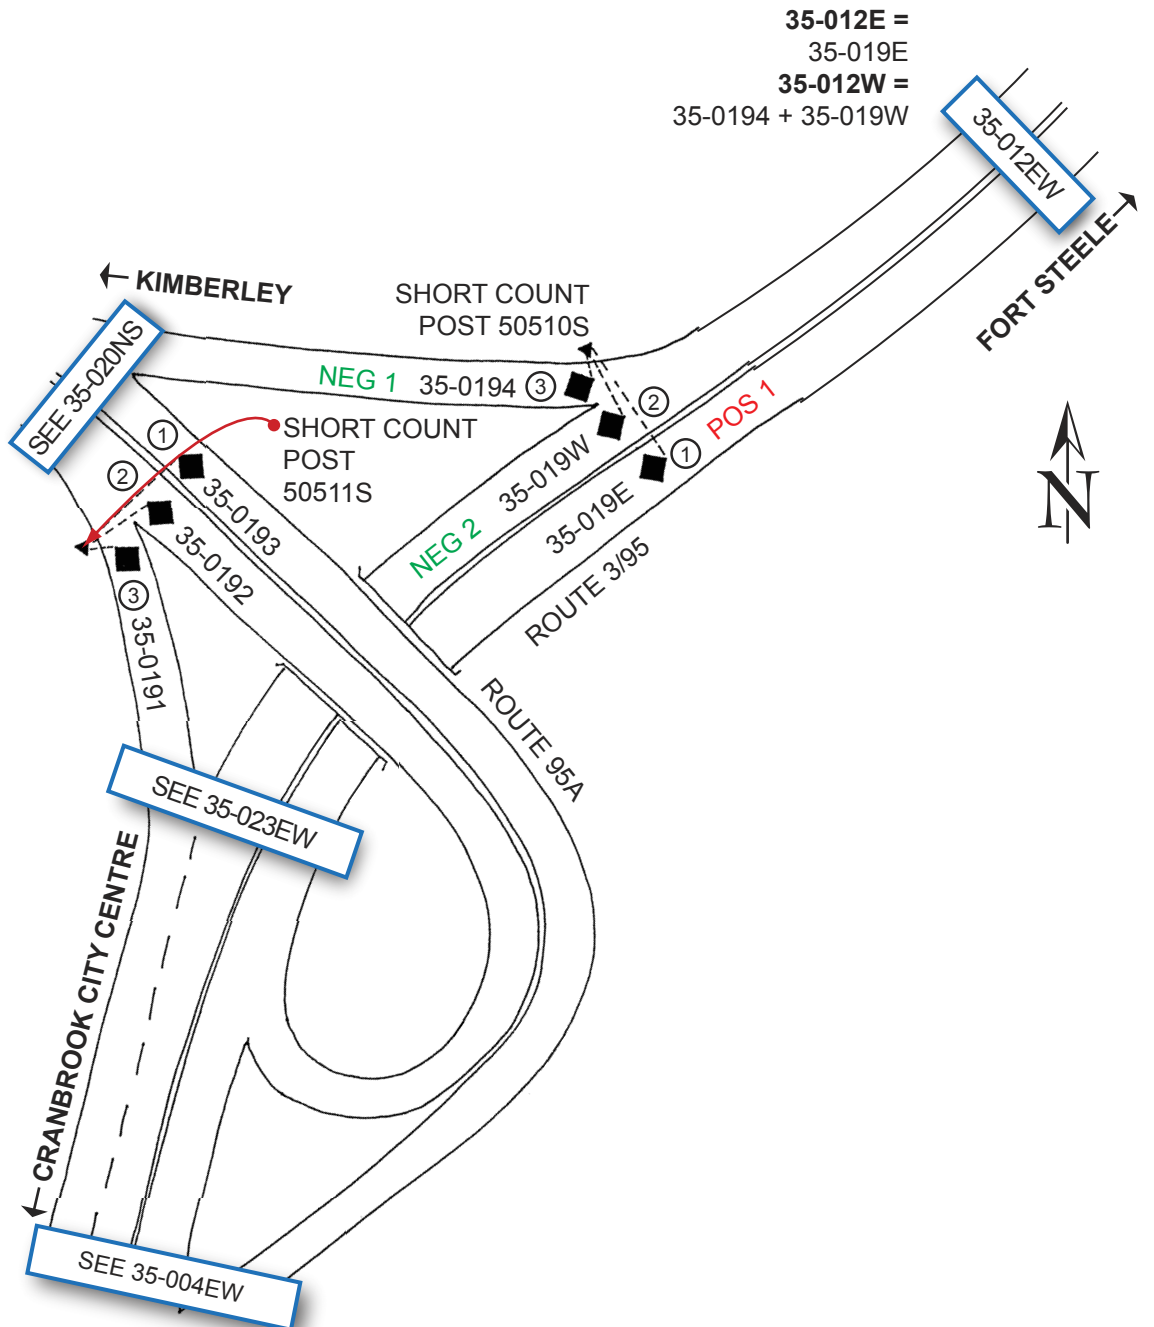 35-012E =
35-019E
35-012W =
35-0194 + 35-019W
35-012EW
FORT STEELE
KIMBERLEY
SHORT COUNT
POST 50510S
SEE 35-020NS
NEG 1
35-0194
3
2
1
POS 1
35-019W
NEG 2
35-019E
ROUTE 3/95
1
SHORT COUNT
POST
50511S
2
35-0193
35-0192
3
35-0191
N
ROUTE 95A
SEE 35-023EW
CRANBROOK CITY CENTRE
SEE 35-004EW